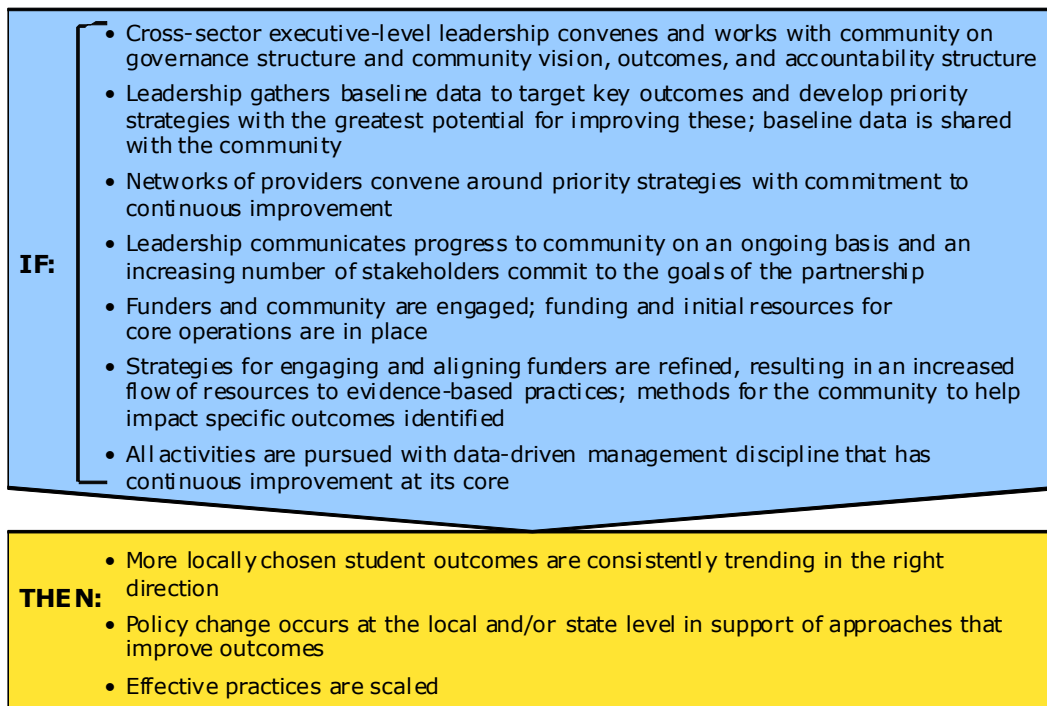 • Cross-sector executive-level leadership convenes and works with community on
governance structure and community vision, outcomes, and accountability structure
• Leadership gathers baseline data to target key outcomes and develop priority
strategies with the greatest potential for improving these; baseline data is shared
with the community
• Networks of providers convene around priority strategies with commitment to
continuous improvement
IF:
• Leadership communicates progress to community on an ongoing basis and an
increasing number of stakeholders commit to the goals of the partnership
• Funders and community are engaged; funding and initial resources for
core operations are in place
• Strategies for engaging and aligning funders are refined, resulting in an increased
flow of resources to evidence-based practices; methods for the community to help
impact specific outcomes identified
• All activities are pursued with data-driven management discipline that has
continuous improvement at its core
• More locally chosen student outcomes are consistently trending in the right
direction
THEN:
• Policy change occurs at the local and/or state level in support of approaches that
improve outcomes
• Effective practices are scaled